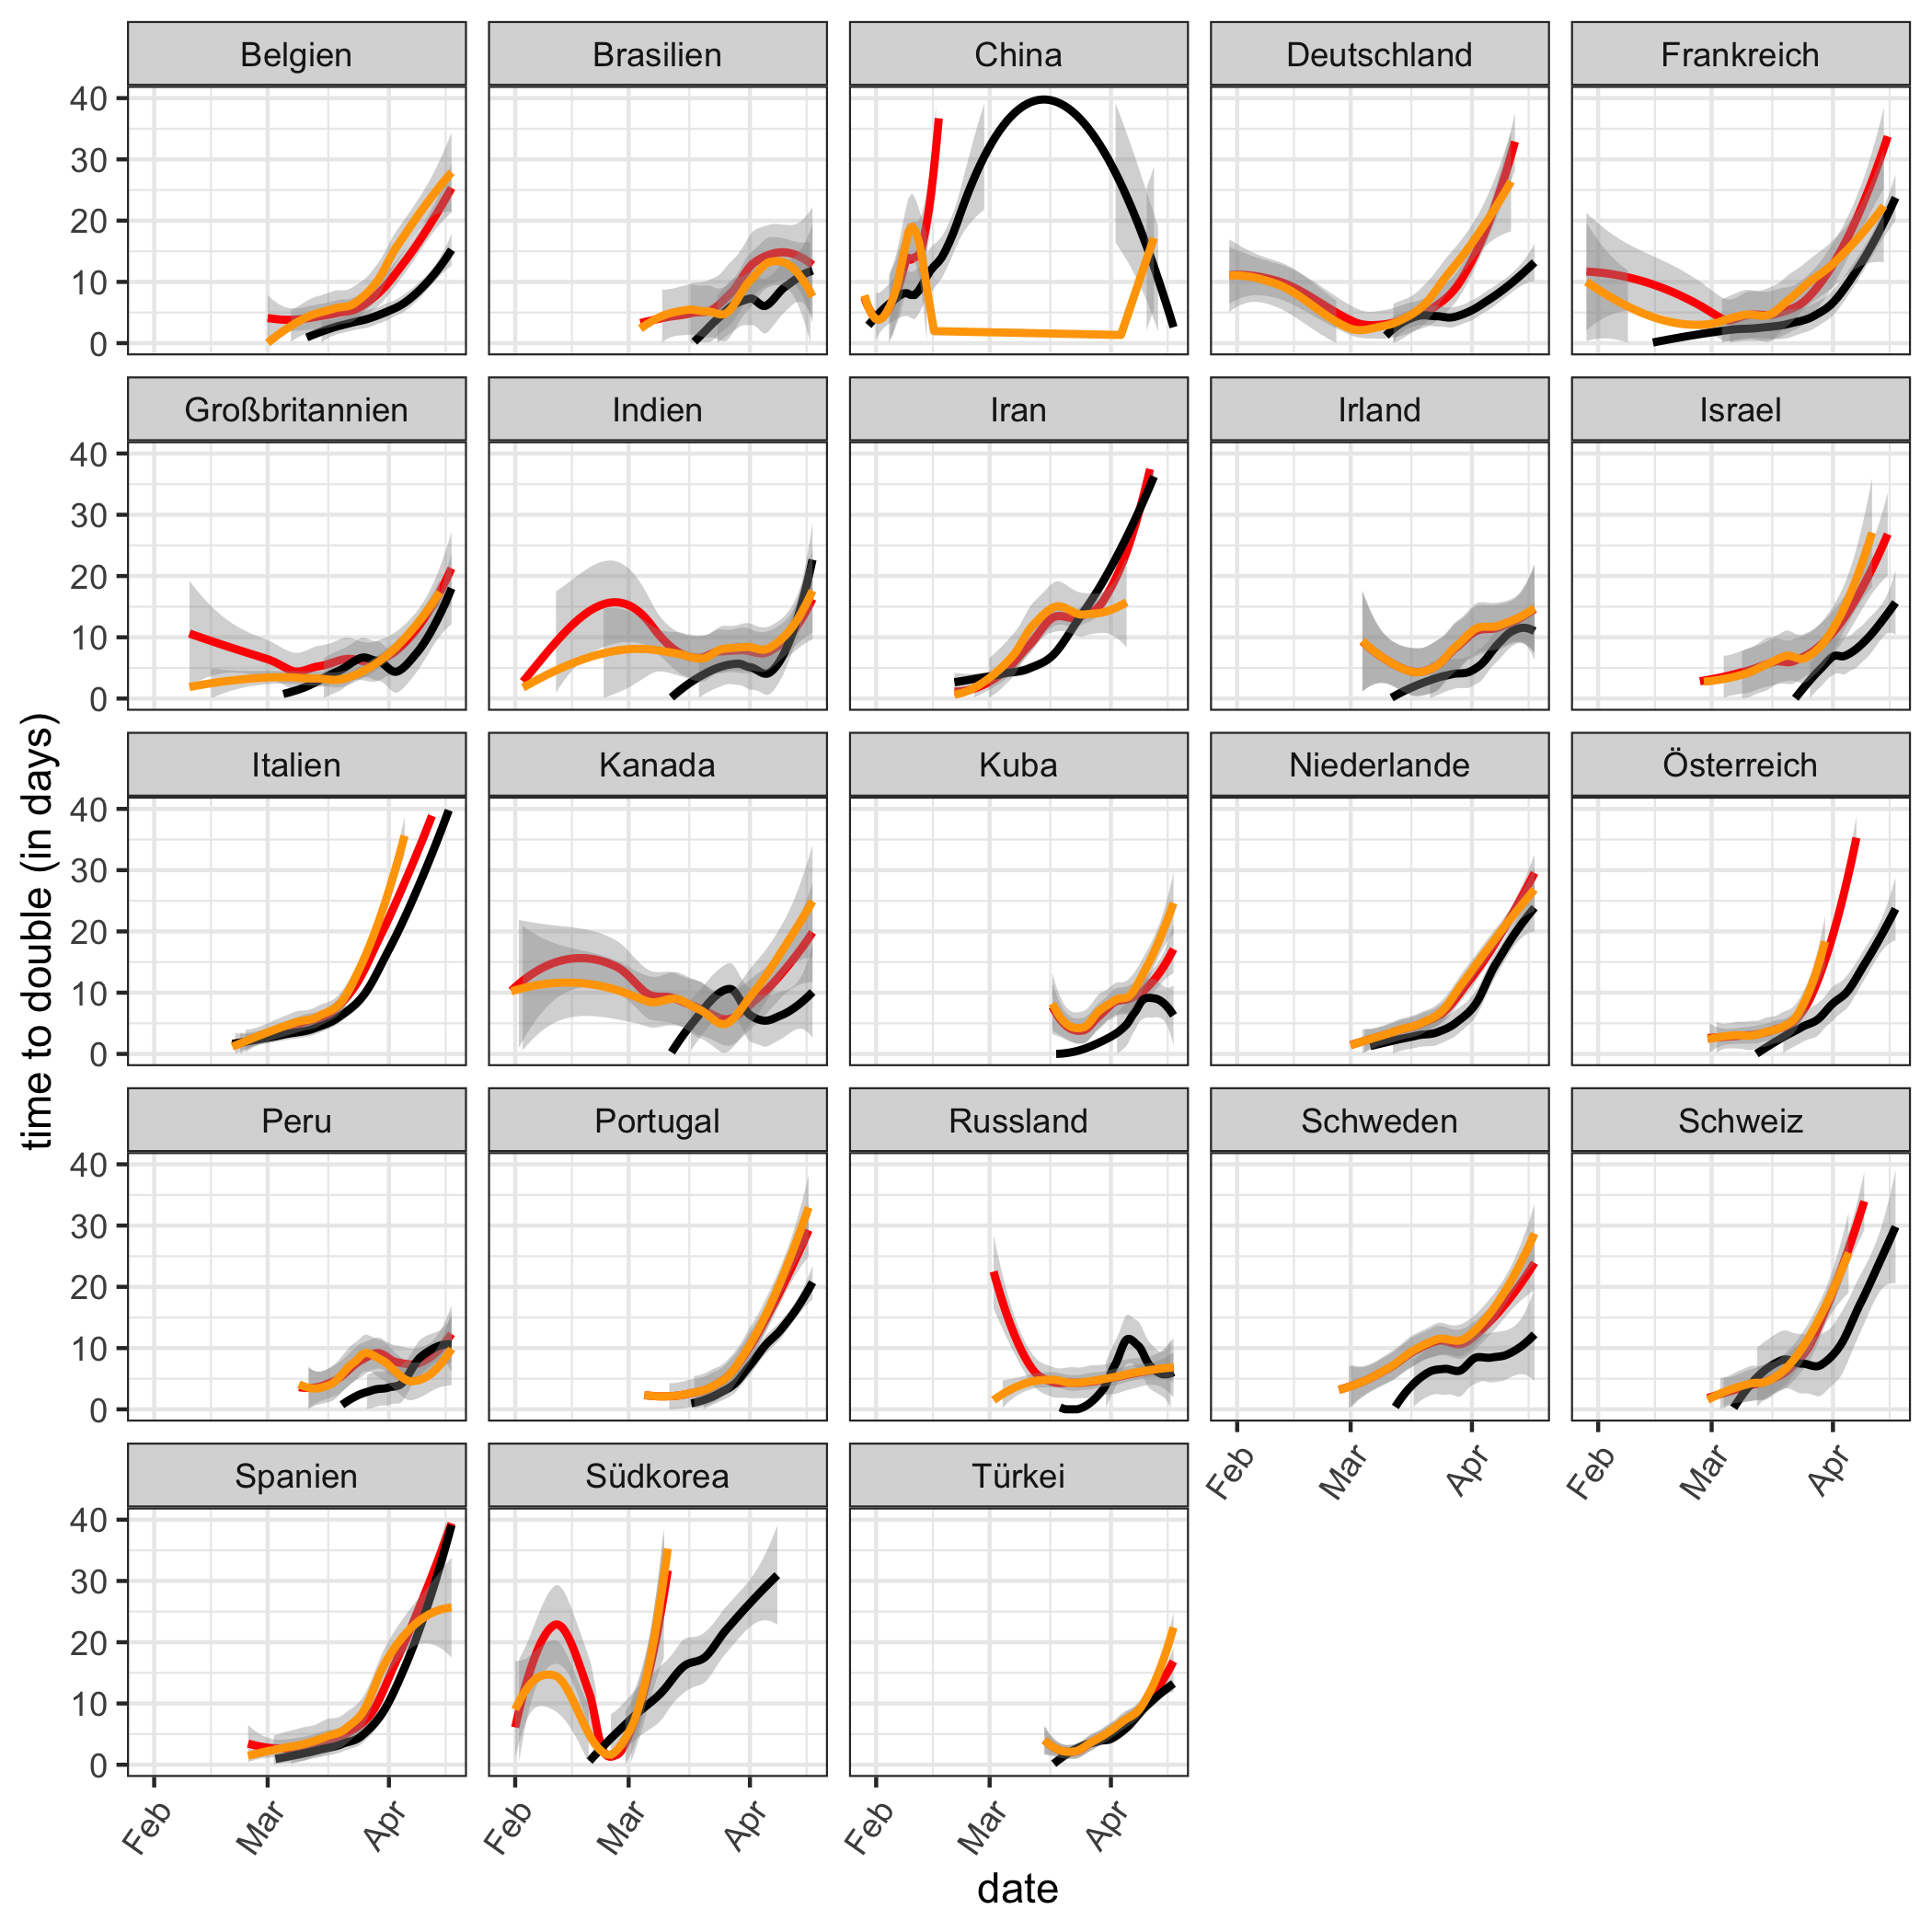 Belgien Brasilien China Deutschland Frankreich
40
30
20
10
0
Großbritannien Indien Iran Irland Israel
40
30
20
10
0
Italien Kanada Kuba Niederlande Österreich
40
30
20
10
0
Peru Portugal Russland Schweden Schweiz
40
30
20
10
0
Feb Mar Apr Feb Mar Apr
Spanien Südkorea Türkei
40
30
20
10
0
Feb Mar Apr Feb Mar Apr Feb Mar Apr
date
time to double (in days)